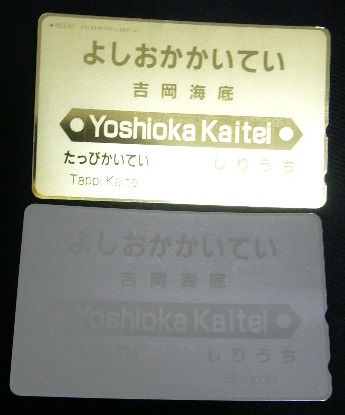 よしおかかいてい
吉岡海底
Yoshioka Kaitei
たっぴかいてい しりうち
Tappi Kaitei
よしおかかいてい
吉岡海底
Yoshioka Kaitei
てい しりうち
Shiriuchi